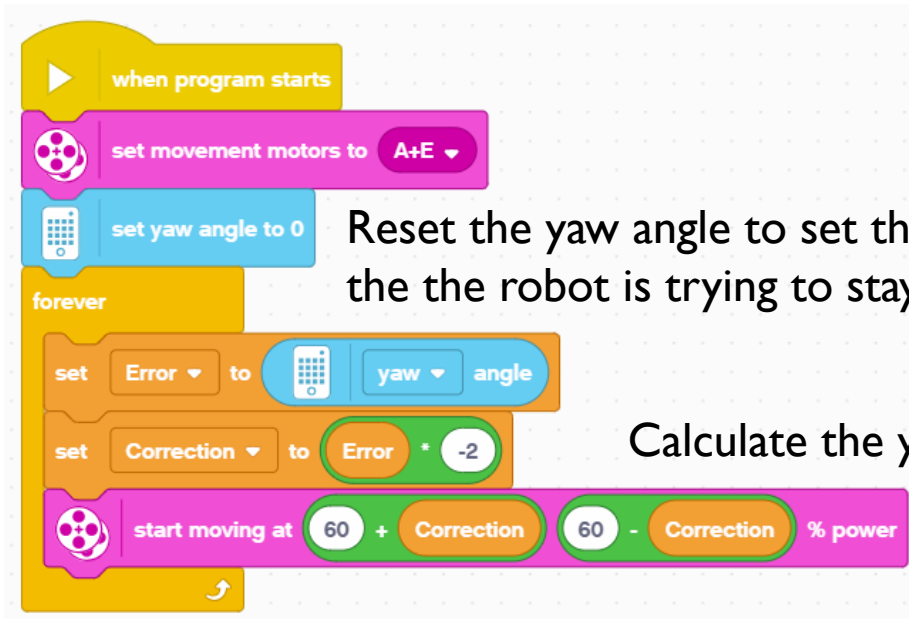 when program starts
set movement motors to A+E
set yaw angle to 0
Reset the yaw angle to set
the the robot is trying to
forever
set Error to yaw angle
set Correction to Error * -2
Calculate the
start moving at 60 + Correction 60 - Correction % power